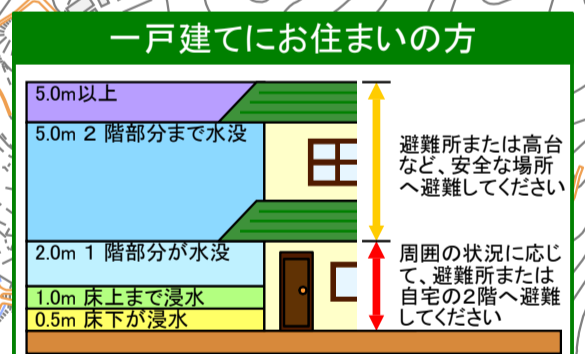 一戸建てにお住まいの方
5.0m以上
5.0m 2 階部分まで水没
避難所または高台
など、安全な場所
へ避難してください
2.0m 1 階部分が水没
1.0m 床上まで浸水
0.5m 床下が浸水
周囲の状況に応じ
て、避難所または
自宅の2階へ避難
してください